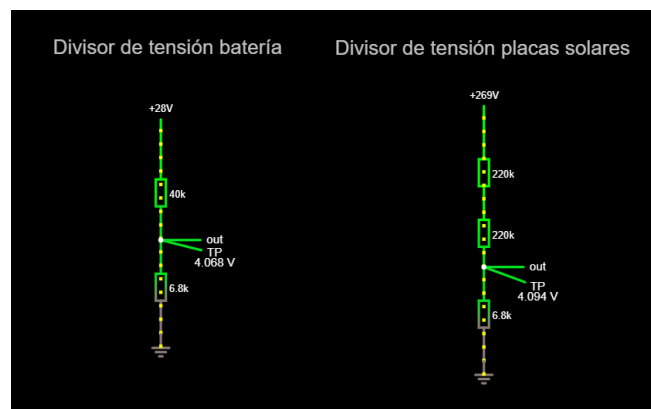 Divisor de tensión batería
+28V
40k
out
TP
4.068 V
6.8k
Divisor de tensión placas solares
+269V
220k
220k
out
TP
4.094 V
6.8k